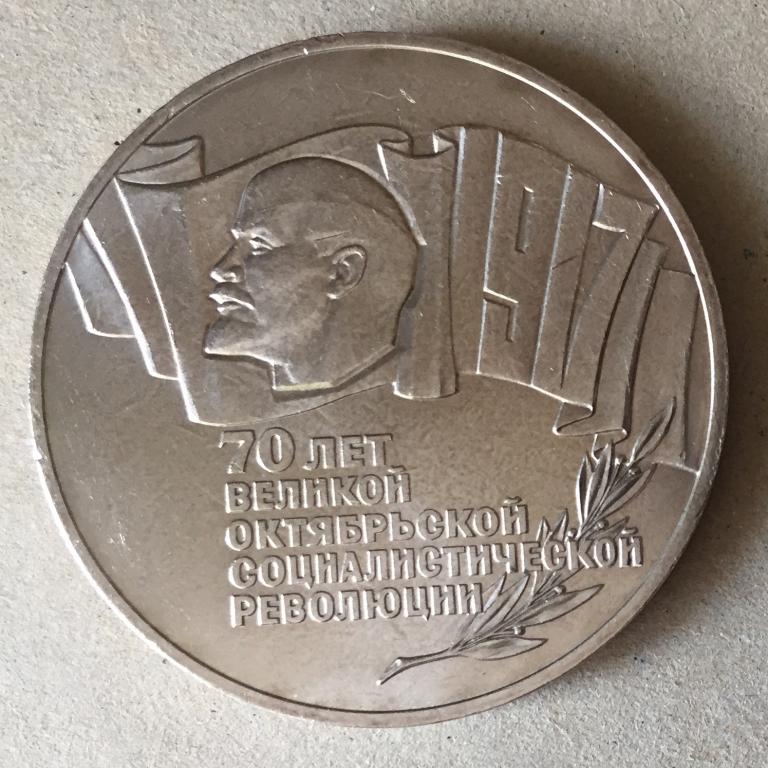 1917
70 ЛЕТ
ВЕЛИКОЙ
ОКТЯБРЬСКОЙ
СОЦИАЛИСТИЧЕСКОЙ
РЕВОЛЮЦИИ